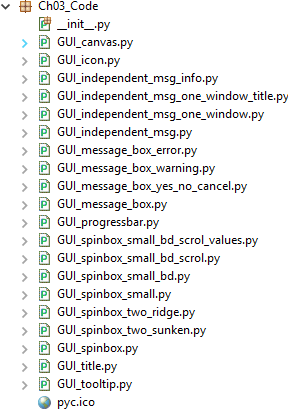 Ch03_Code
__init__.py
GUI_canvas.py
GUI_icon.py
GUI_independent_msg_info.py
GUI_independent_msg_one_window_title.py
GUI_independent_msg_one_window.py
GUI_independent_msg.py
GUI_message_box_error.py
GUI_message_box_warning.py
GUI_message_box_yes_no_cancel.py
GUI_message_box.py
GUI_progressbar.py
GUI_spinbox_small_bd_scrol_values.py
GUI_spinbox_small_bd_scrol.py
GUI_spinbox_small_bd.py
GUI_spinbox_small.py
GUI_spinbox_two_ridge.py
GUI_spinbox_two_sunken.py
GUI_spinbox.py
GUI_title.py
GUI_tooltip.py
pyc.ico